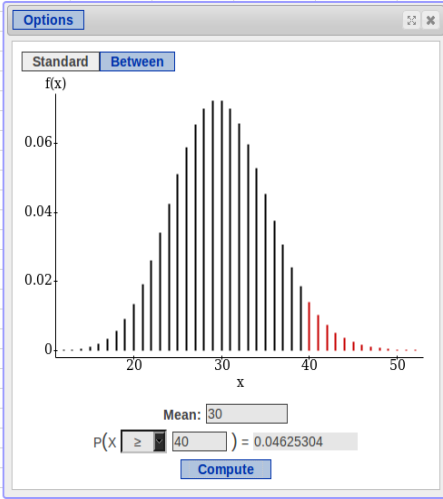 Options
Standard Between
f(x)
0.06
0.04
0.02
0
20 30 40 50
x
Mean: 30
P(X ≥ 40 ) = 0.04625304
Compute